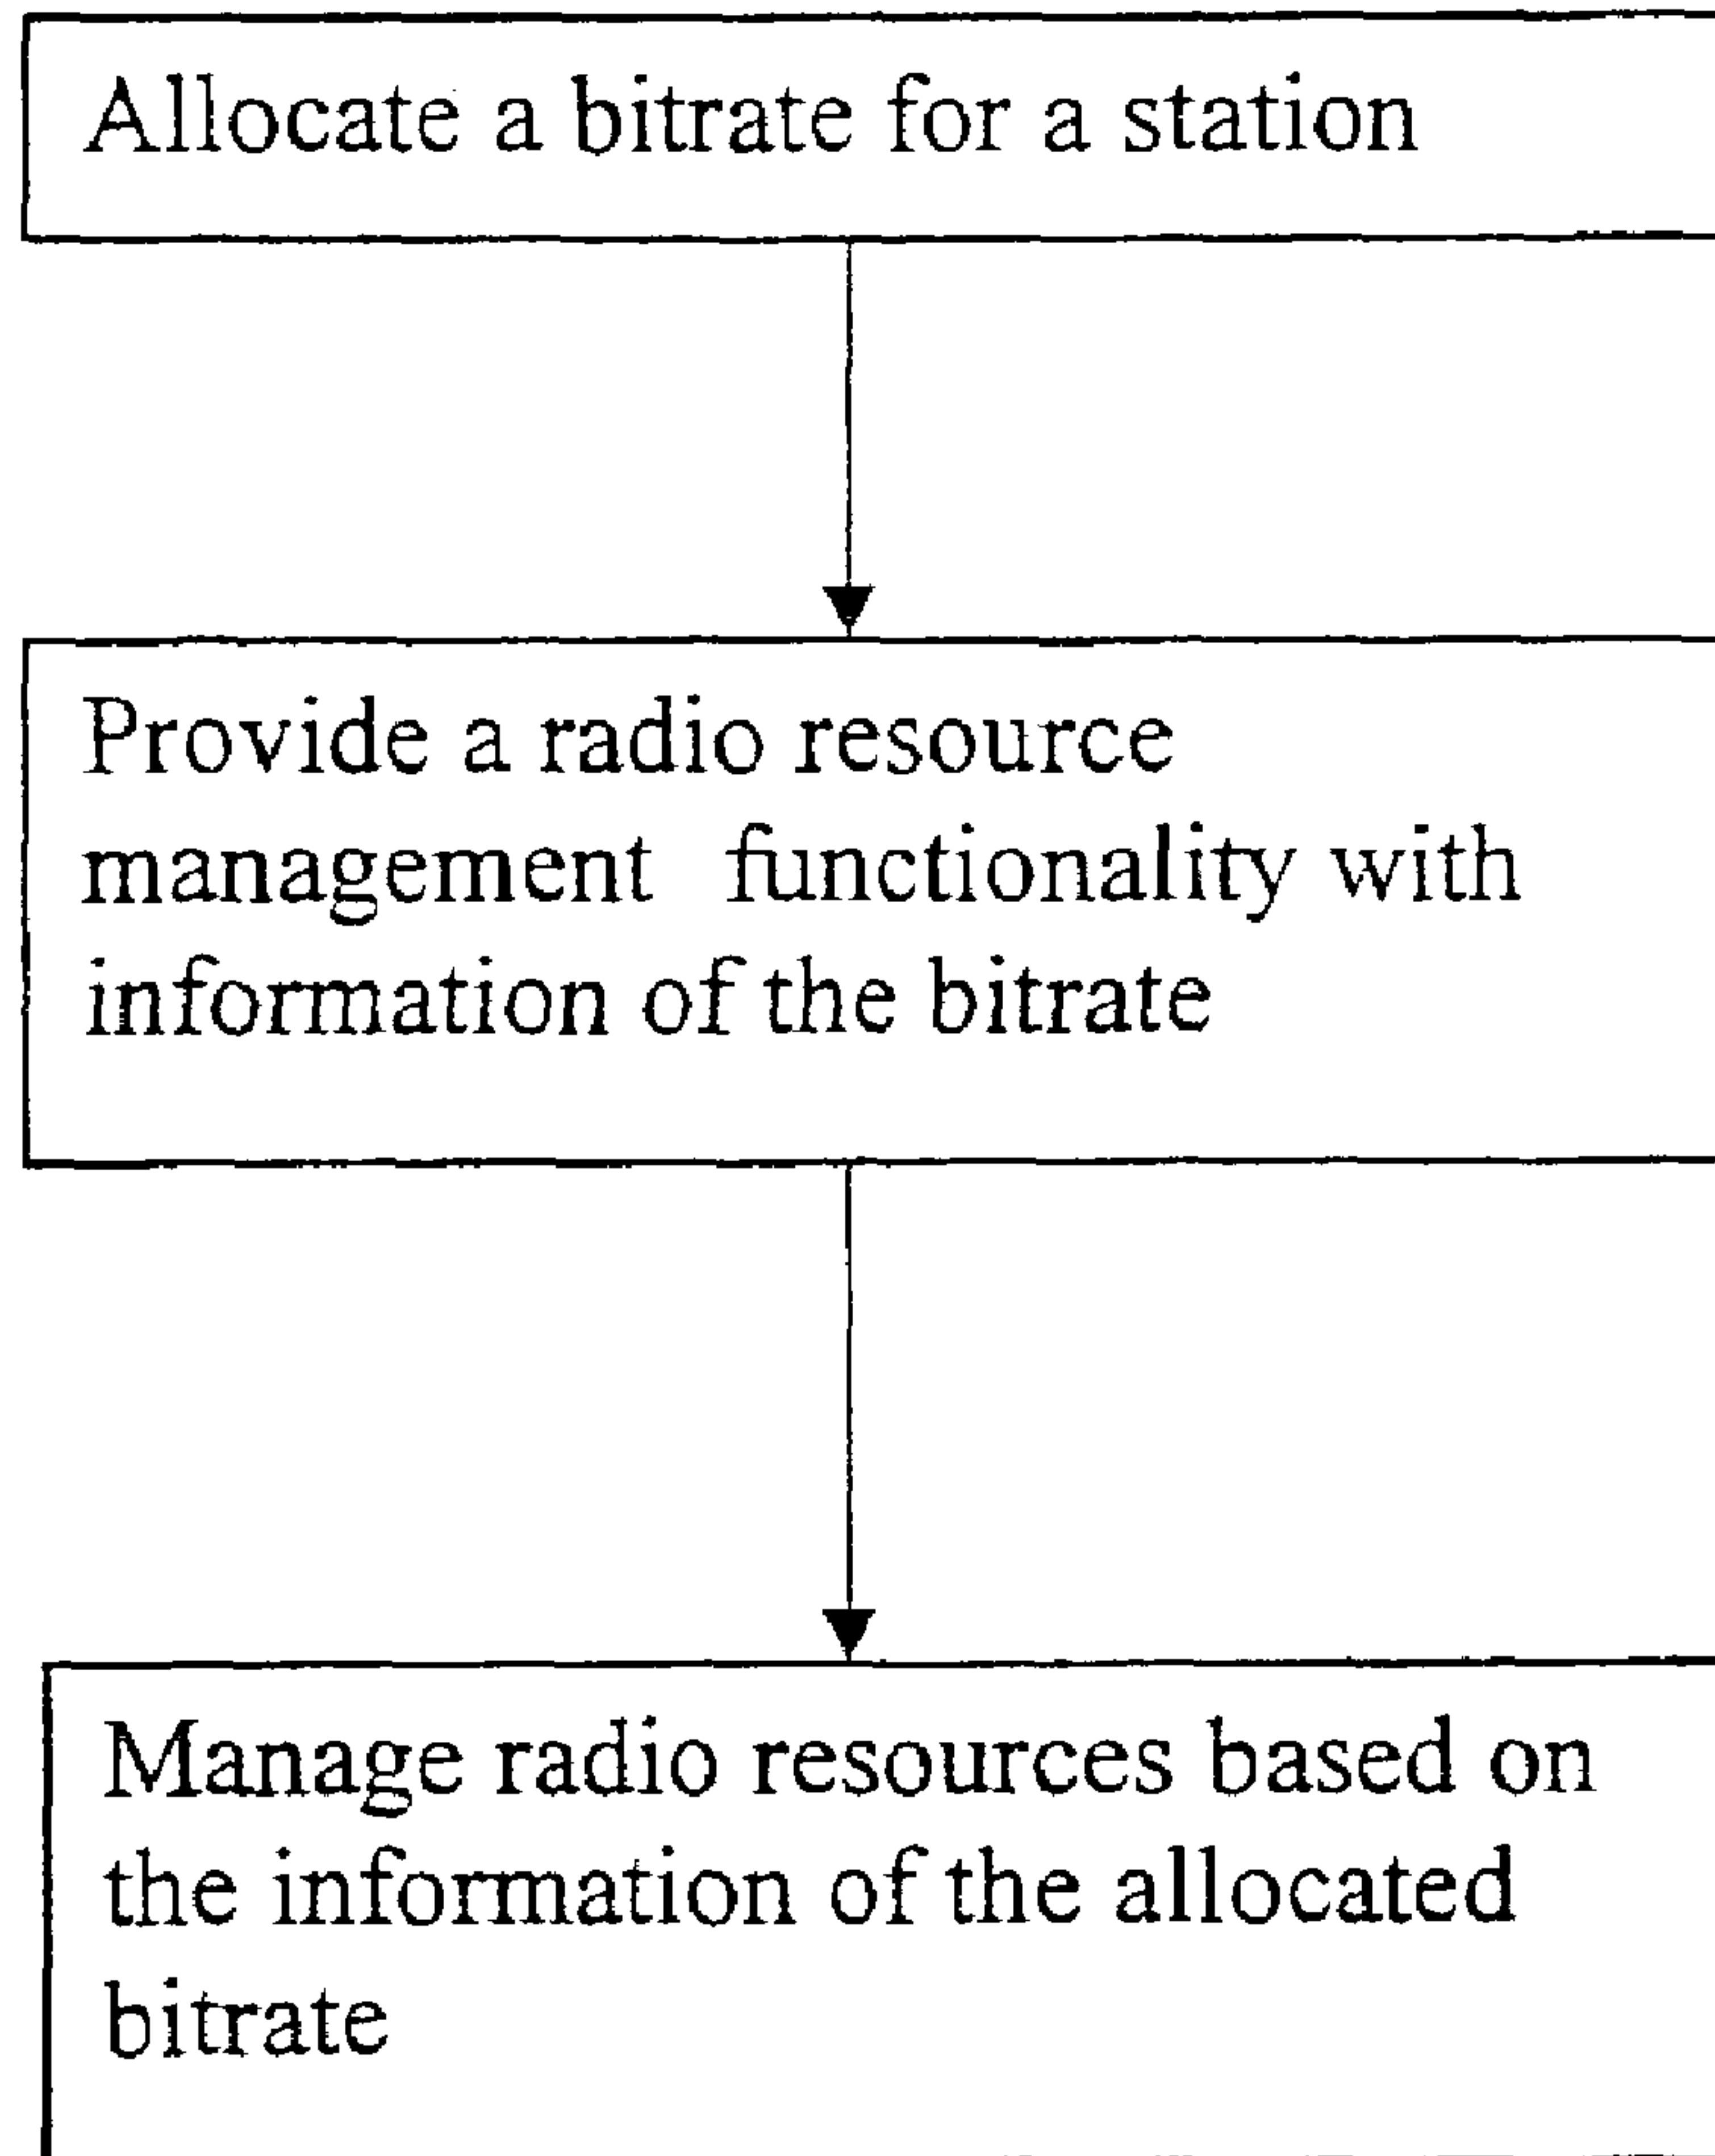 Allocate a bitrate for a station
Provide a radio resource
management functionality with
information of the bitrate
Manage radio resources based on
the information of the allocated
bitrate